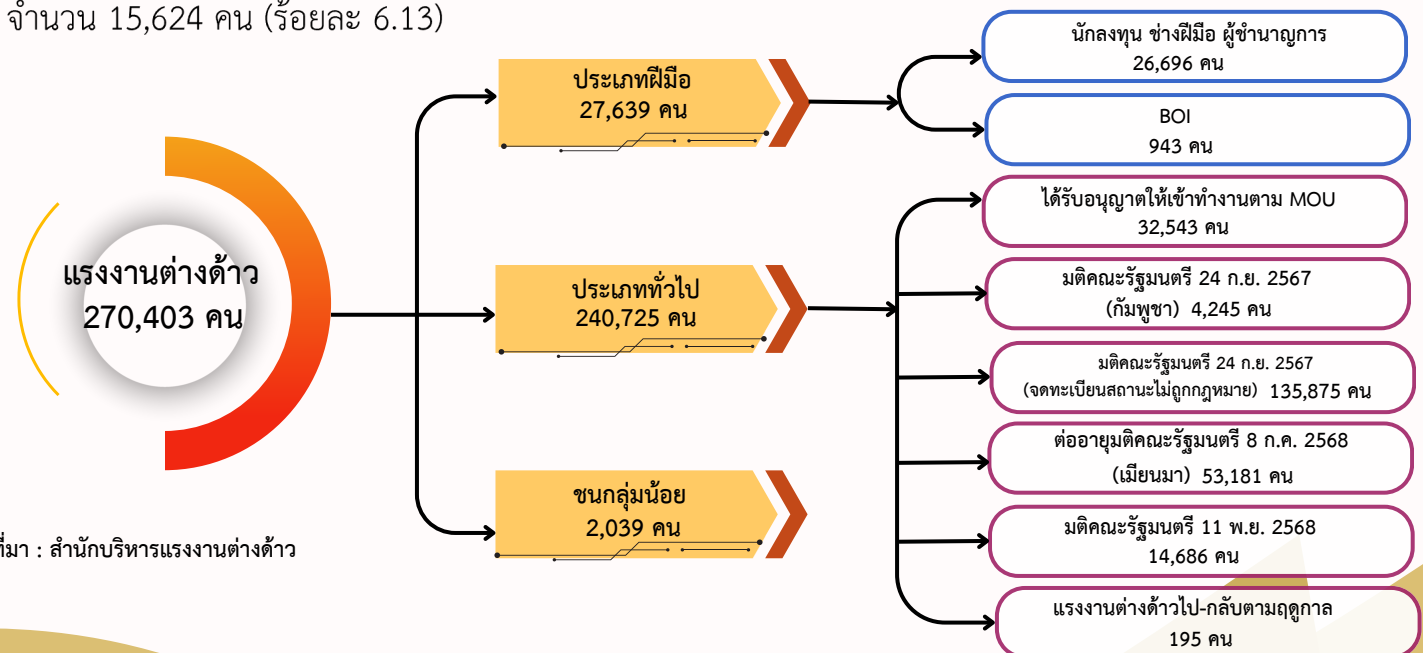 จำนวน 15,624 คน (ร้อยละ 6.13)
แรงงานต่างด้าว
270,403 คน
ประเภทฝีมือ
27,639 คน
นักลงทุน ช่างฝีมือ ผู้ชำนาญการ
26,696 คน
BOI
943 คน
ประเภททั่วไป
240,725 คน
ได้รับอนุญาตให้เข้าทำงานตาม MOU
32,543 คน
มติคณะรัฐมนตรี 24 ก.ย. 2567
(กัมพูชา) 4,245 คน
มติคณะรัฐมนตรี 24 ก.ย. 2567
(จดทะเบียนสถานะไม่ถูกกฎหมาย) 135,875 คน
ต่ออายุมติคณะรัฐมนตรี 8 ก.ค. 2568
(เมียนมา) 53,181 คน
มติคณะรัฐมนตรี 11 พ.ย. 2568
14,686 คน
แรงงานต่างด้าวไป-กลับตามฤดูกาล
195 คน
ชนกลุ่มน้อย
2,039 คน
ที่มา : สำนักบริหารแรงงานต่างด้าว